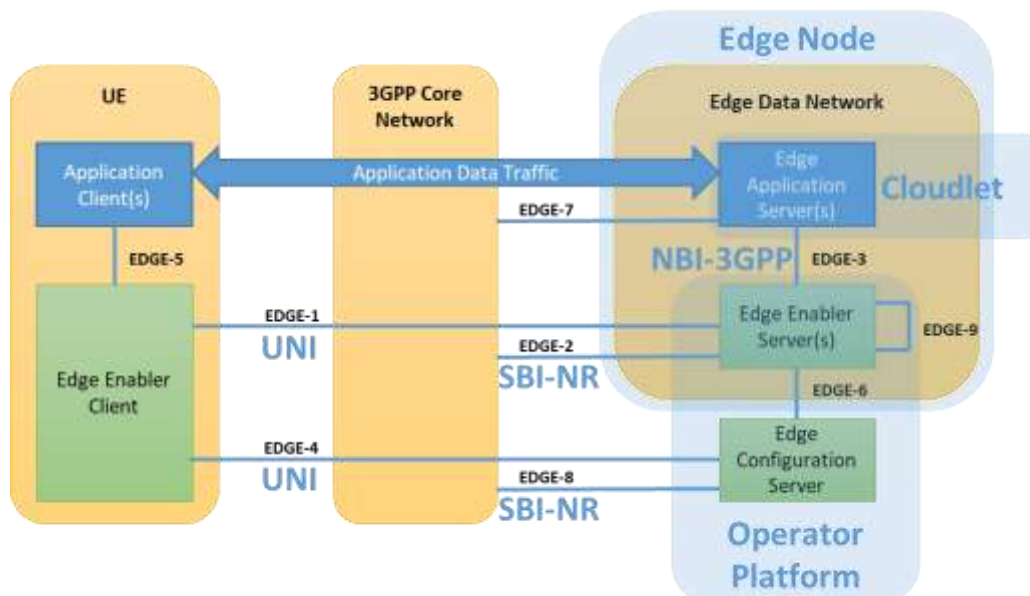 Edge Node
UE
3GPP Core
Network
Edge Data Network
Application
Client(s)
Application Data Traffic
Edge
Application
Server(s)
Cloudlet
EDGE-7
EDGE-5
NBI-3GPP
EDGE-3
EDGE-1
UNI
EDGE-2
SBI-NR
Edge Enabler
Server(s)
EDGE-9
Edge Enabler
Client
EDGE-6
EDGE-4
UNI
EDGE-8
SBI-NR
Edge
Configuration
Server
Operator
Platform